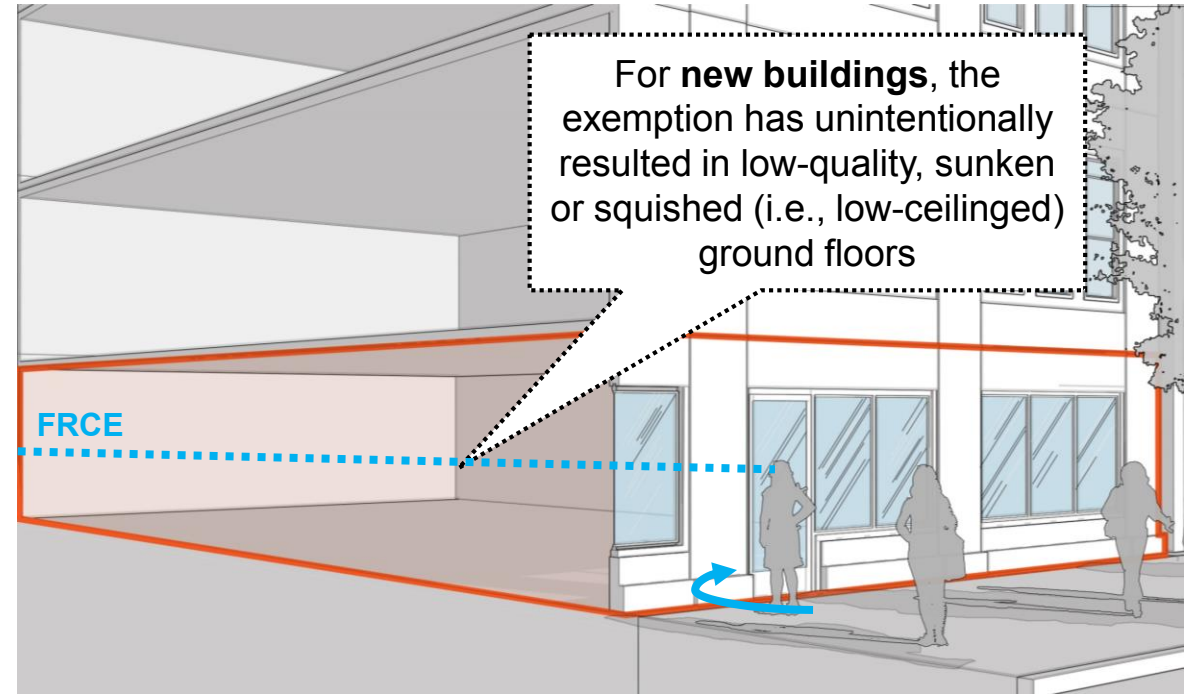 For new buildings, the
exemption has unintentionally
resulted in low-quality, sunken
or squished (i.e., low-ceilinged)
ground floors
FRCE